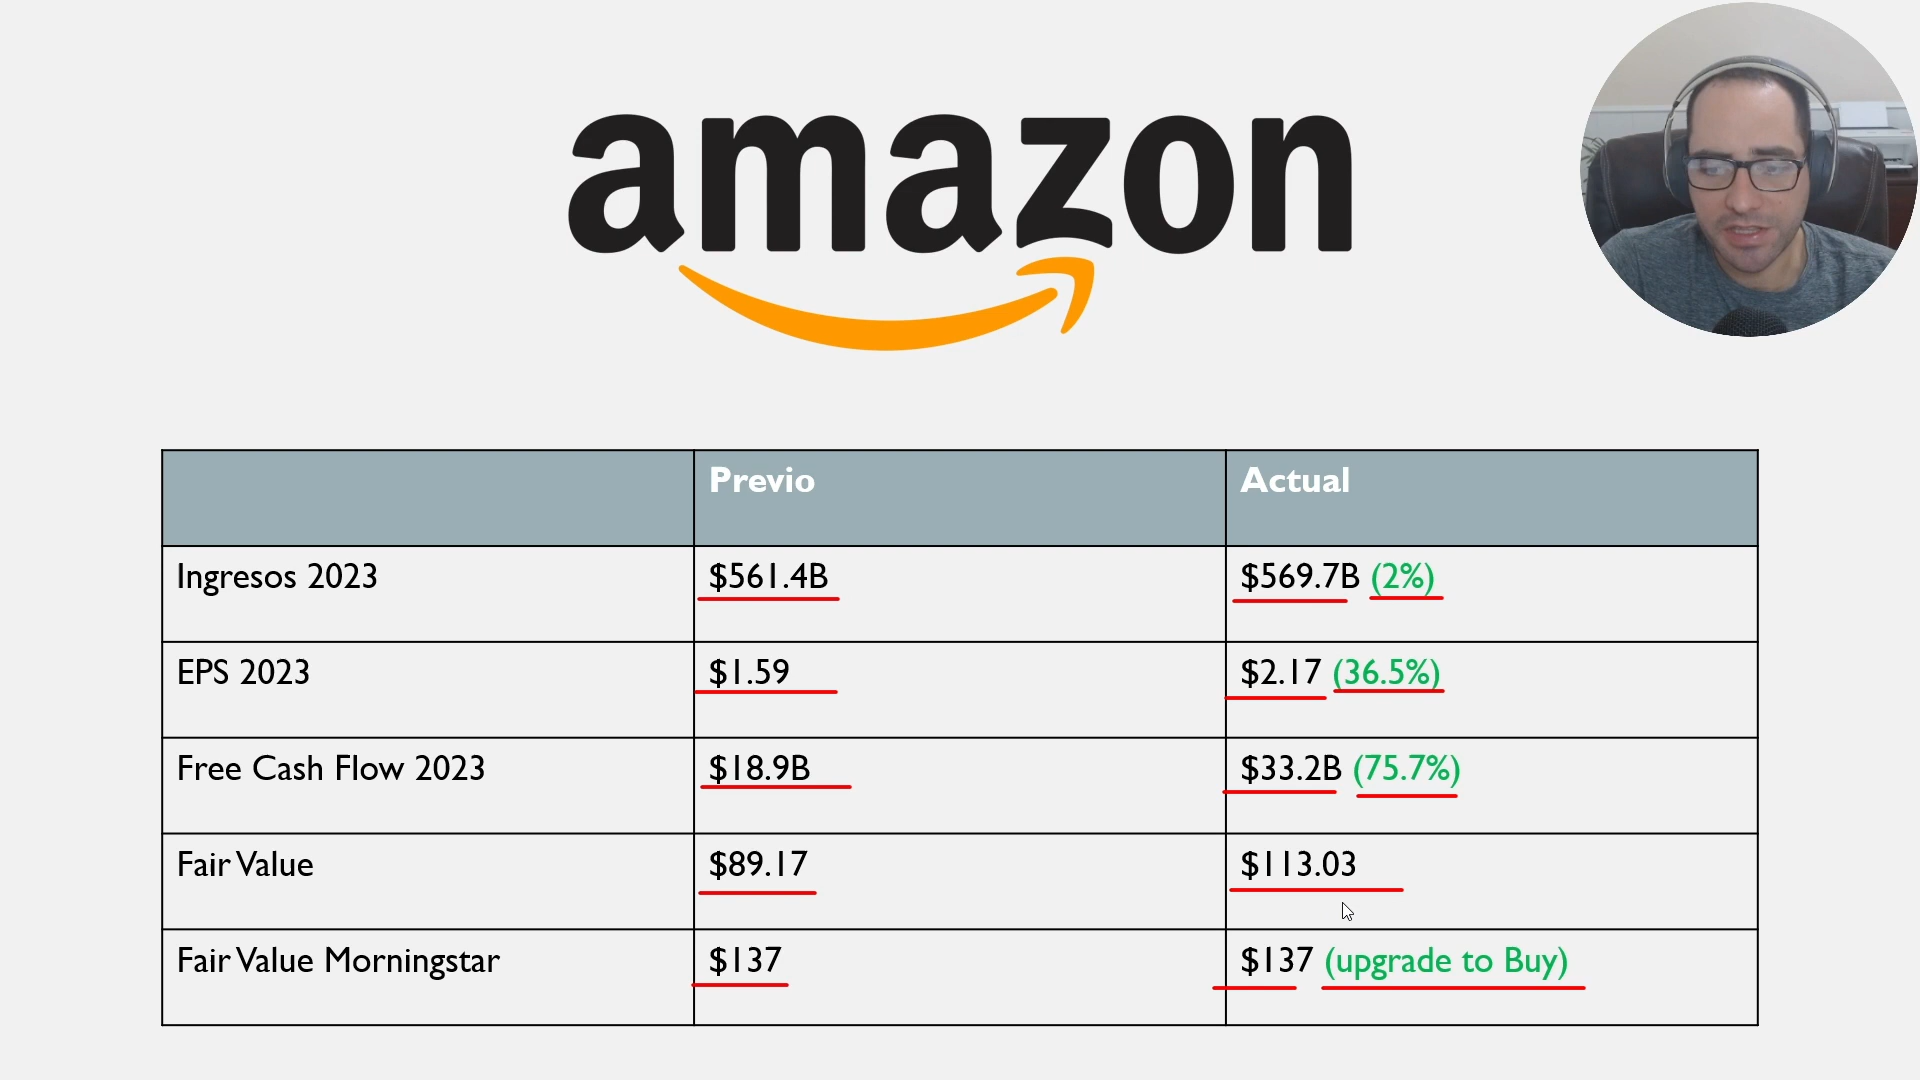 amazon
Previo Actual
Ingresos 2023 $561.4B $569.7B (2%)
EPS 2023 $1.59 $2.17 (36.5%)
Free Cash Flow 2023 $18.9B $33.2B (75.7%)
Fair Value $89.17 $113.03
Fair Value Morningstar $137 $137 (upgrade to Buy)